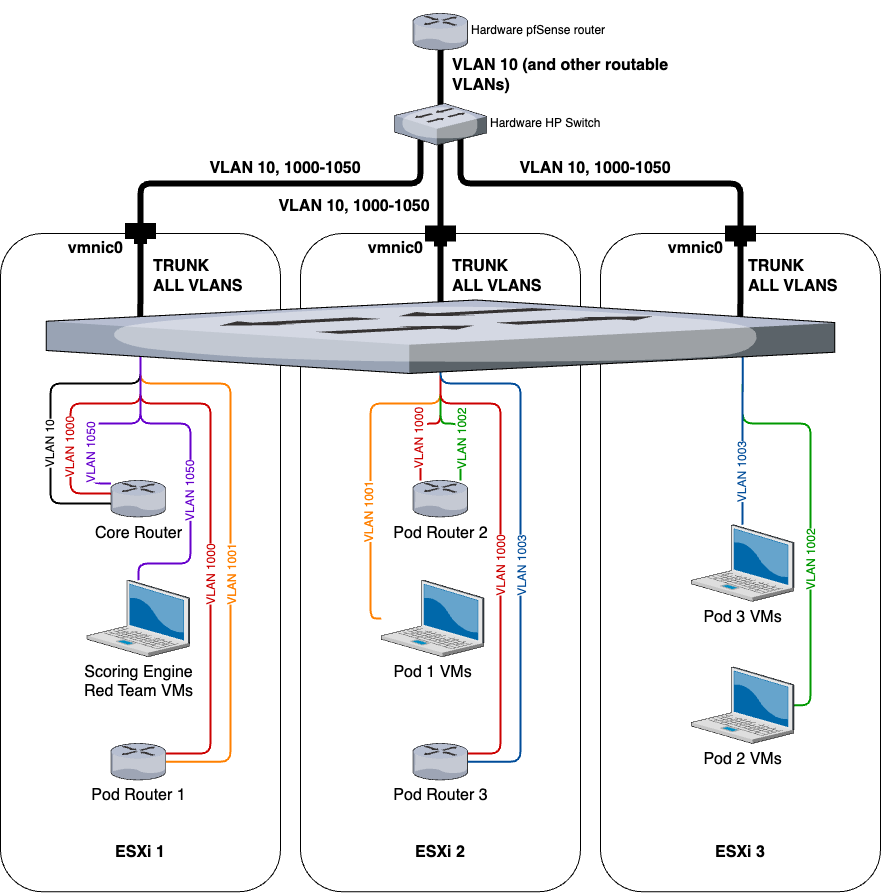 Hardware pfSense router
VLAN 10 (and other routable
VLANs)
Hardware HP Switch
VLAN 10, 1000-1050
VLAN 10, 1000-1050
VLAN 10, 1000-1050
vmnic0
vmnic0
vmnic0
TRUNK
ALL VLANS
TRUNK
ALL VLANS
TRUNK
ALL VLANS
VLAN 10
VLAN 1000
VLAN 1050
VLAN 1050
VLAN 1000
VLAN 1001
Core Router
Scoring Engine
Red Team VMs
Pod Router 1
ESXi 1
VLAN 1001
VLAN 1000
VLAN 1002
VLAN 1000
VLAN 1003
Pod Router 2
Pod 1 VMs
Pod Router 3
ESXi 2
VLAN 1003
VLAN 1002
Pod 3 VMs
Pod 2 VMs
ESXi 3